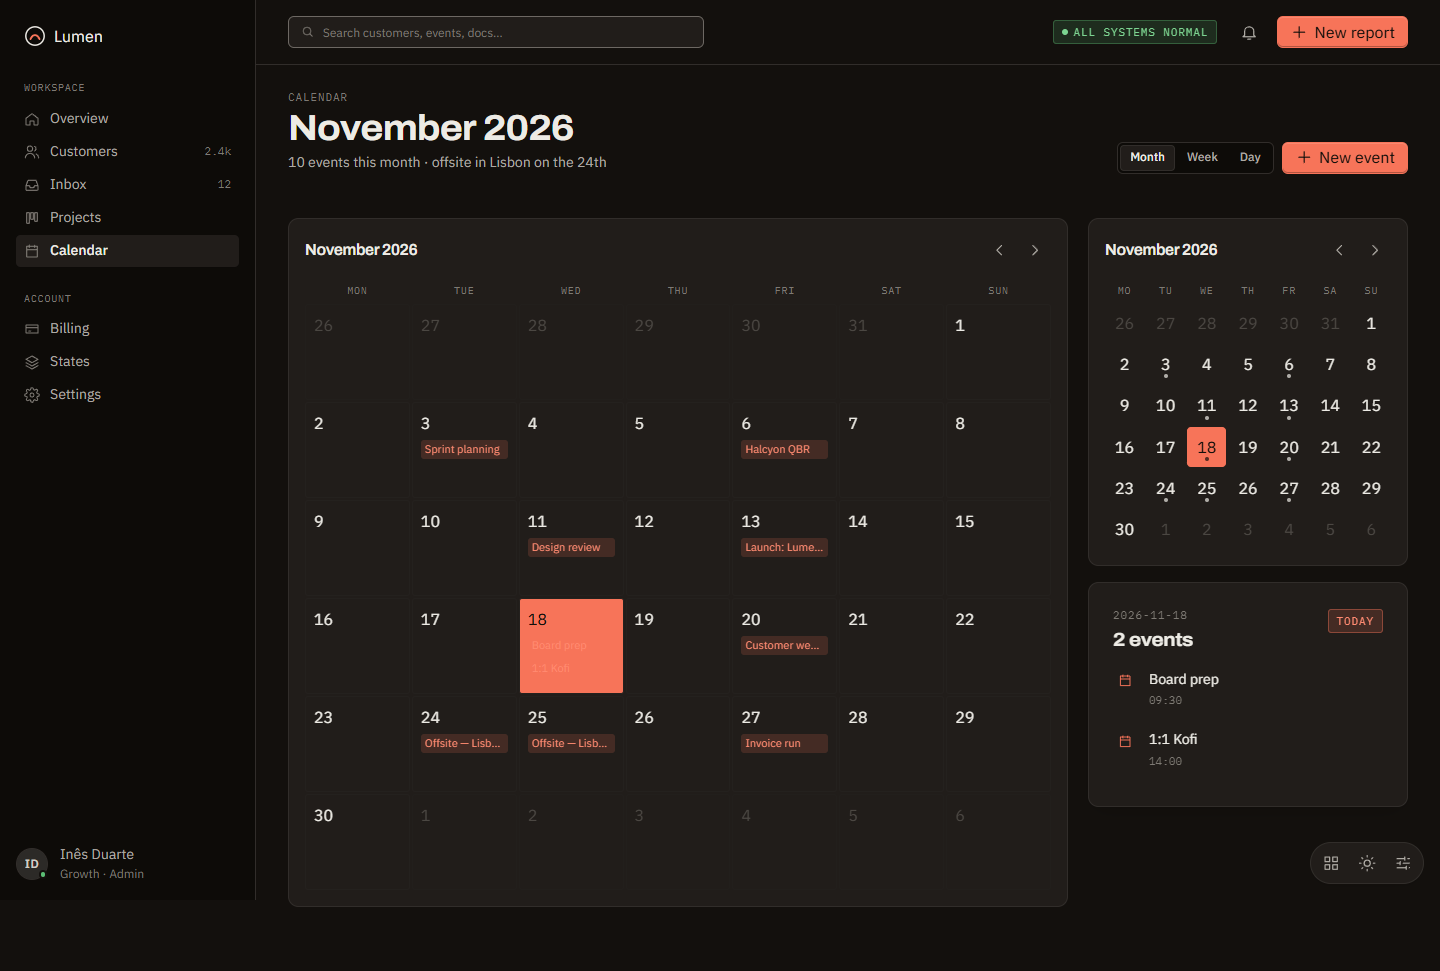 Lumen
WORKSPACE
Overview
Customers 2.4k
Inbox 12
Projects
Calendar
ACCOUNT
Billing
States
Settings
ID
Inês Duarte
Growth · Admin
Search customers, events, docs...
ALL SYSTEMS NORMAL
New report
CALENDAR
November 2026
10 events this month · offsite in Lisbon on the 24th
Month Week Day
New event
November 2026
MON TUE WED THU FRI SAT SUN
26 27 28 29 30 31 1
2 3 4 5 6 7 8
Sprint planning Halcyon QBR
9 10 11 12 13 14 15
Design review Launch: Lume...
16 17 18 19 20 21 22
Board prep Customer we...
1:1 Kofi
23 24 25 26 27 28 29
Offsite — Lisb... Offsite — Lisb... Invoice run
30 1 2 3 4 5 6
November 2026
MO TU WE TH FR SA SU
26 27 28 29 30 31 1
2 3 4 5 6 7 8
9 10 11 12 13 14 15
16 17 18 19 20 21 22
23 24 25 26 27 28 29
30 1 2 3 4 5 6
2026-11-18
2 events
TODAY
Board prep
09:30
1:1 Kofi
14:00